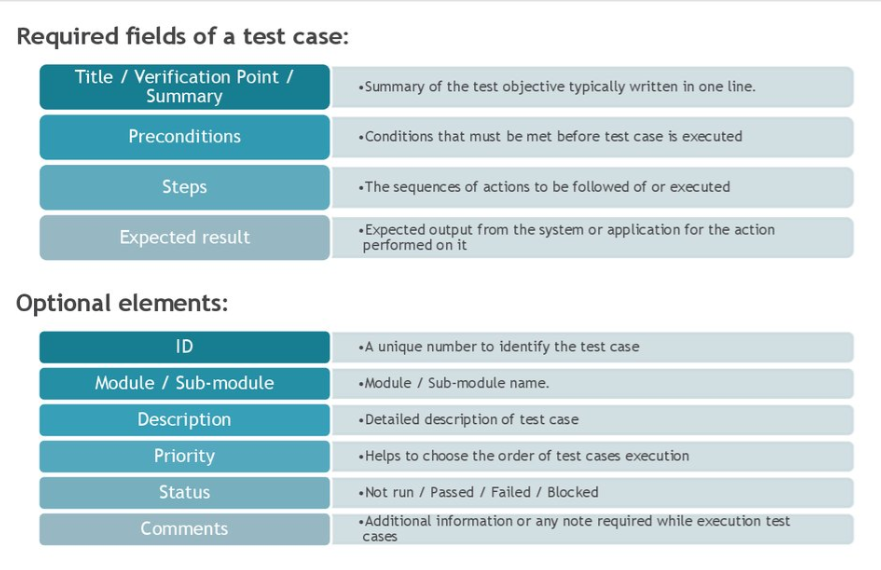 Required fields of a test case:
Title / Verification Point /
Summary
•Summary of the test objective typically written in one line.
Preconditions
•Conditions that must be met before test case is executed
Steps
•The sequences of actions to be followed of or executed
Expected result
•Expected output from the system or application for the action
performed on it
Optional elements:
ID
•A unique number to identify the test case
Module / Sub-module
•Module / Sub-module name.
Description
•Detailed description of test case
Priority
•Helps to choose the order of test cases execution
Status
•Not run / Passed / Failed / Blocked
Comments
•Additional information or any note required while execution test
cases